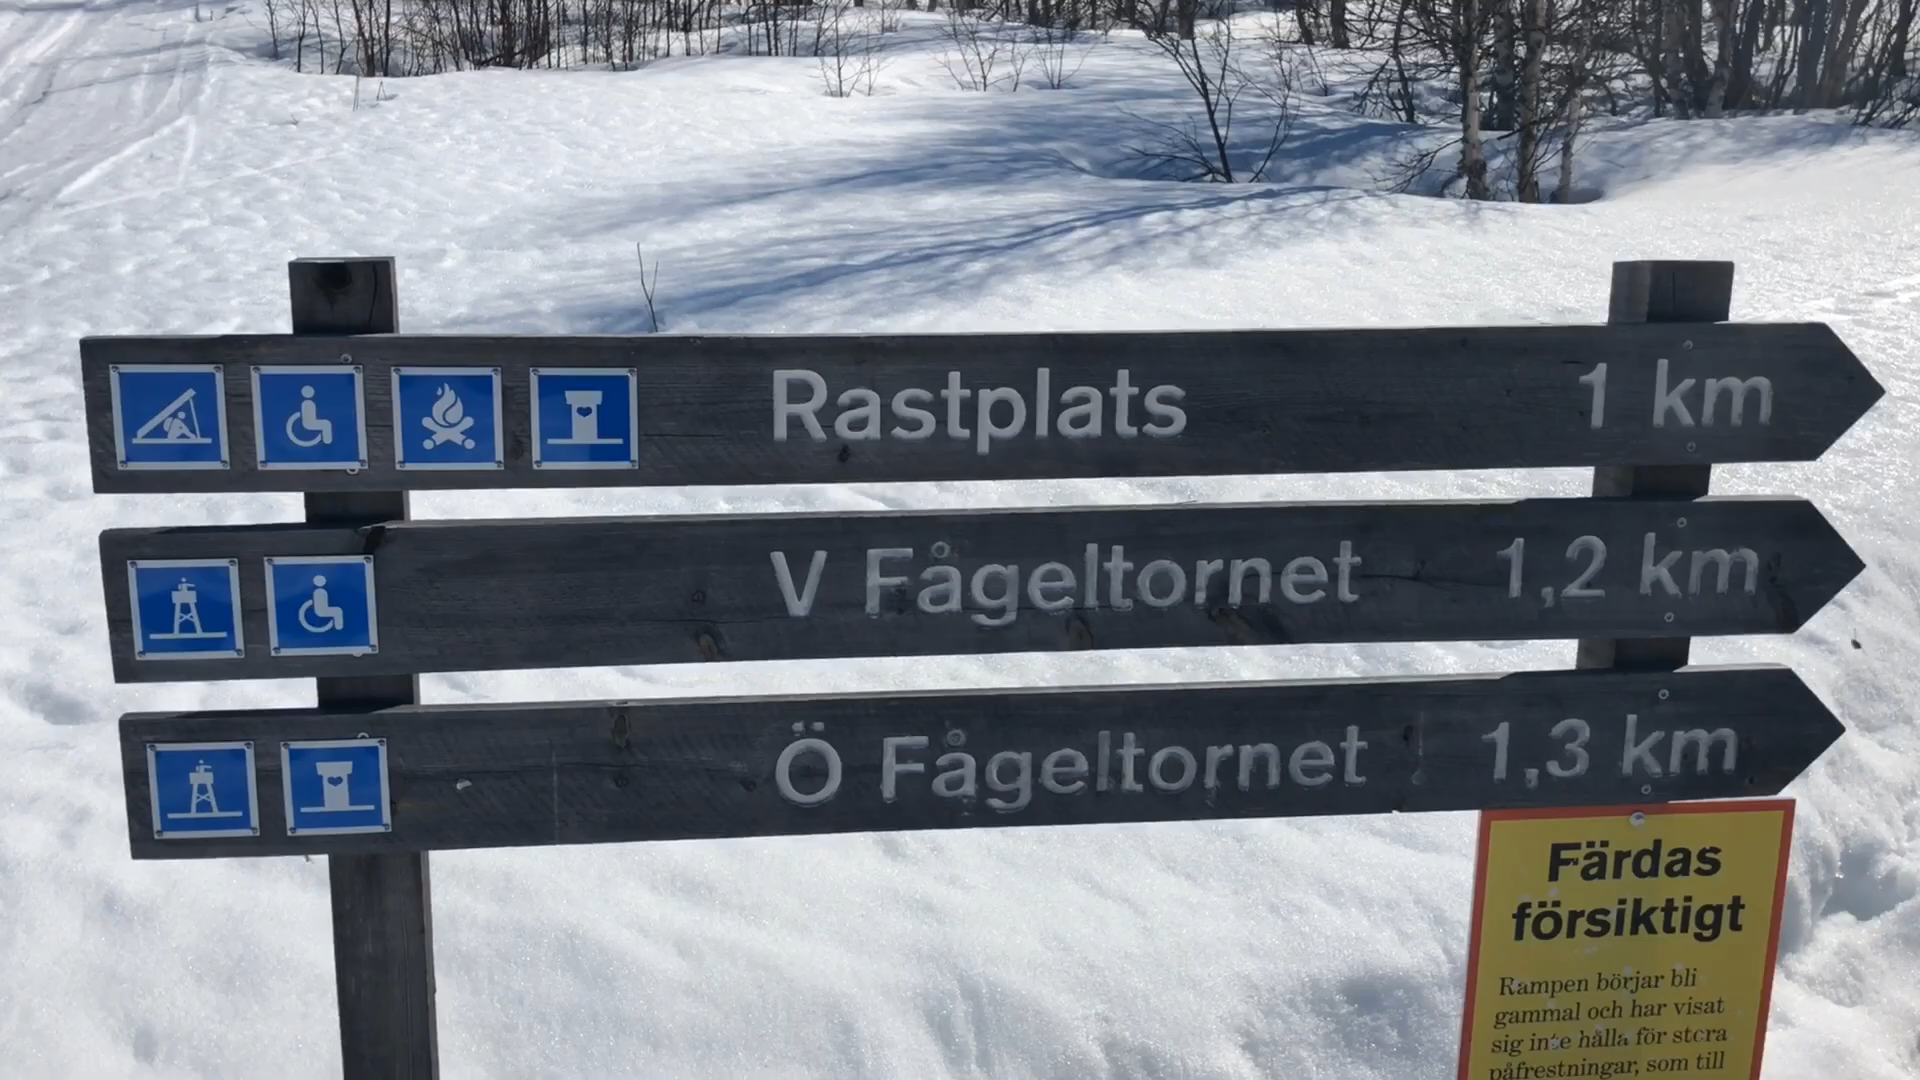 Rastplats 1 km
V Fågeltornet 1,2 km
Ö Fågeltornet 1,3 km
Färdas
försiktigt
Rampen börjar bli
gammal och har visat
sig inte hålla för stora
påfrestningar, som till